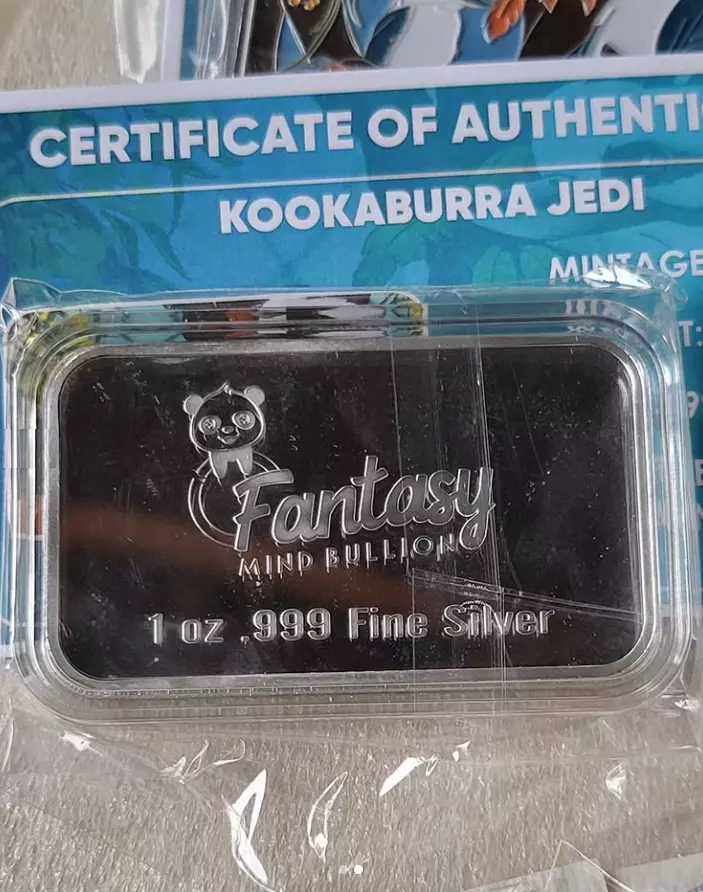 CERTIFICATE OF AUTHENTI
KOOKABURRA JEDI
MINTAGE
T:
Fantasy
MIND BULLION
1 oz .999 Fine Silver